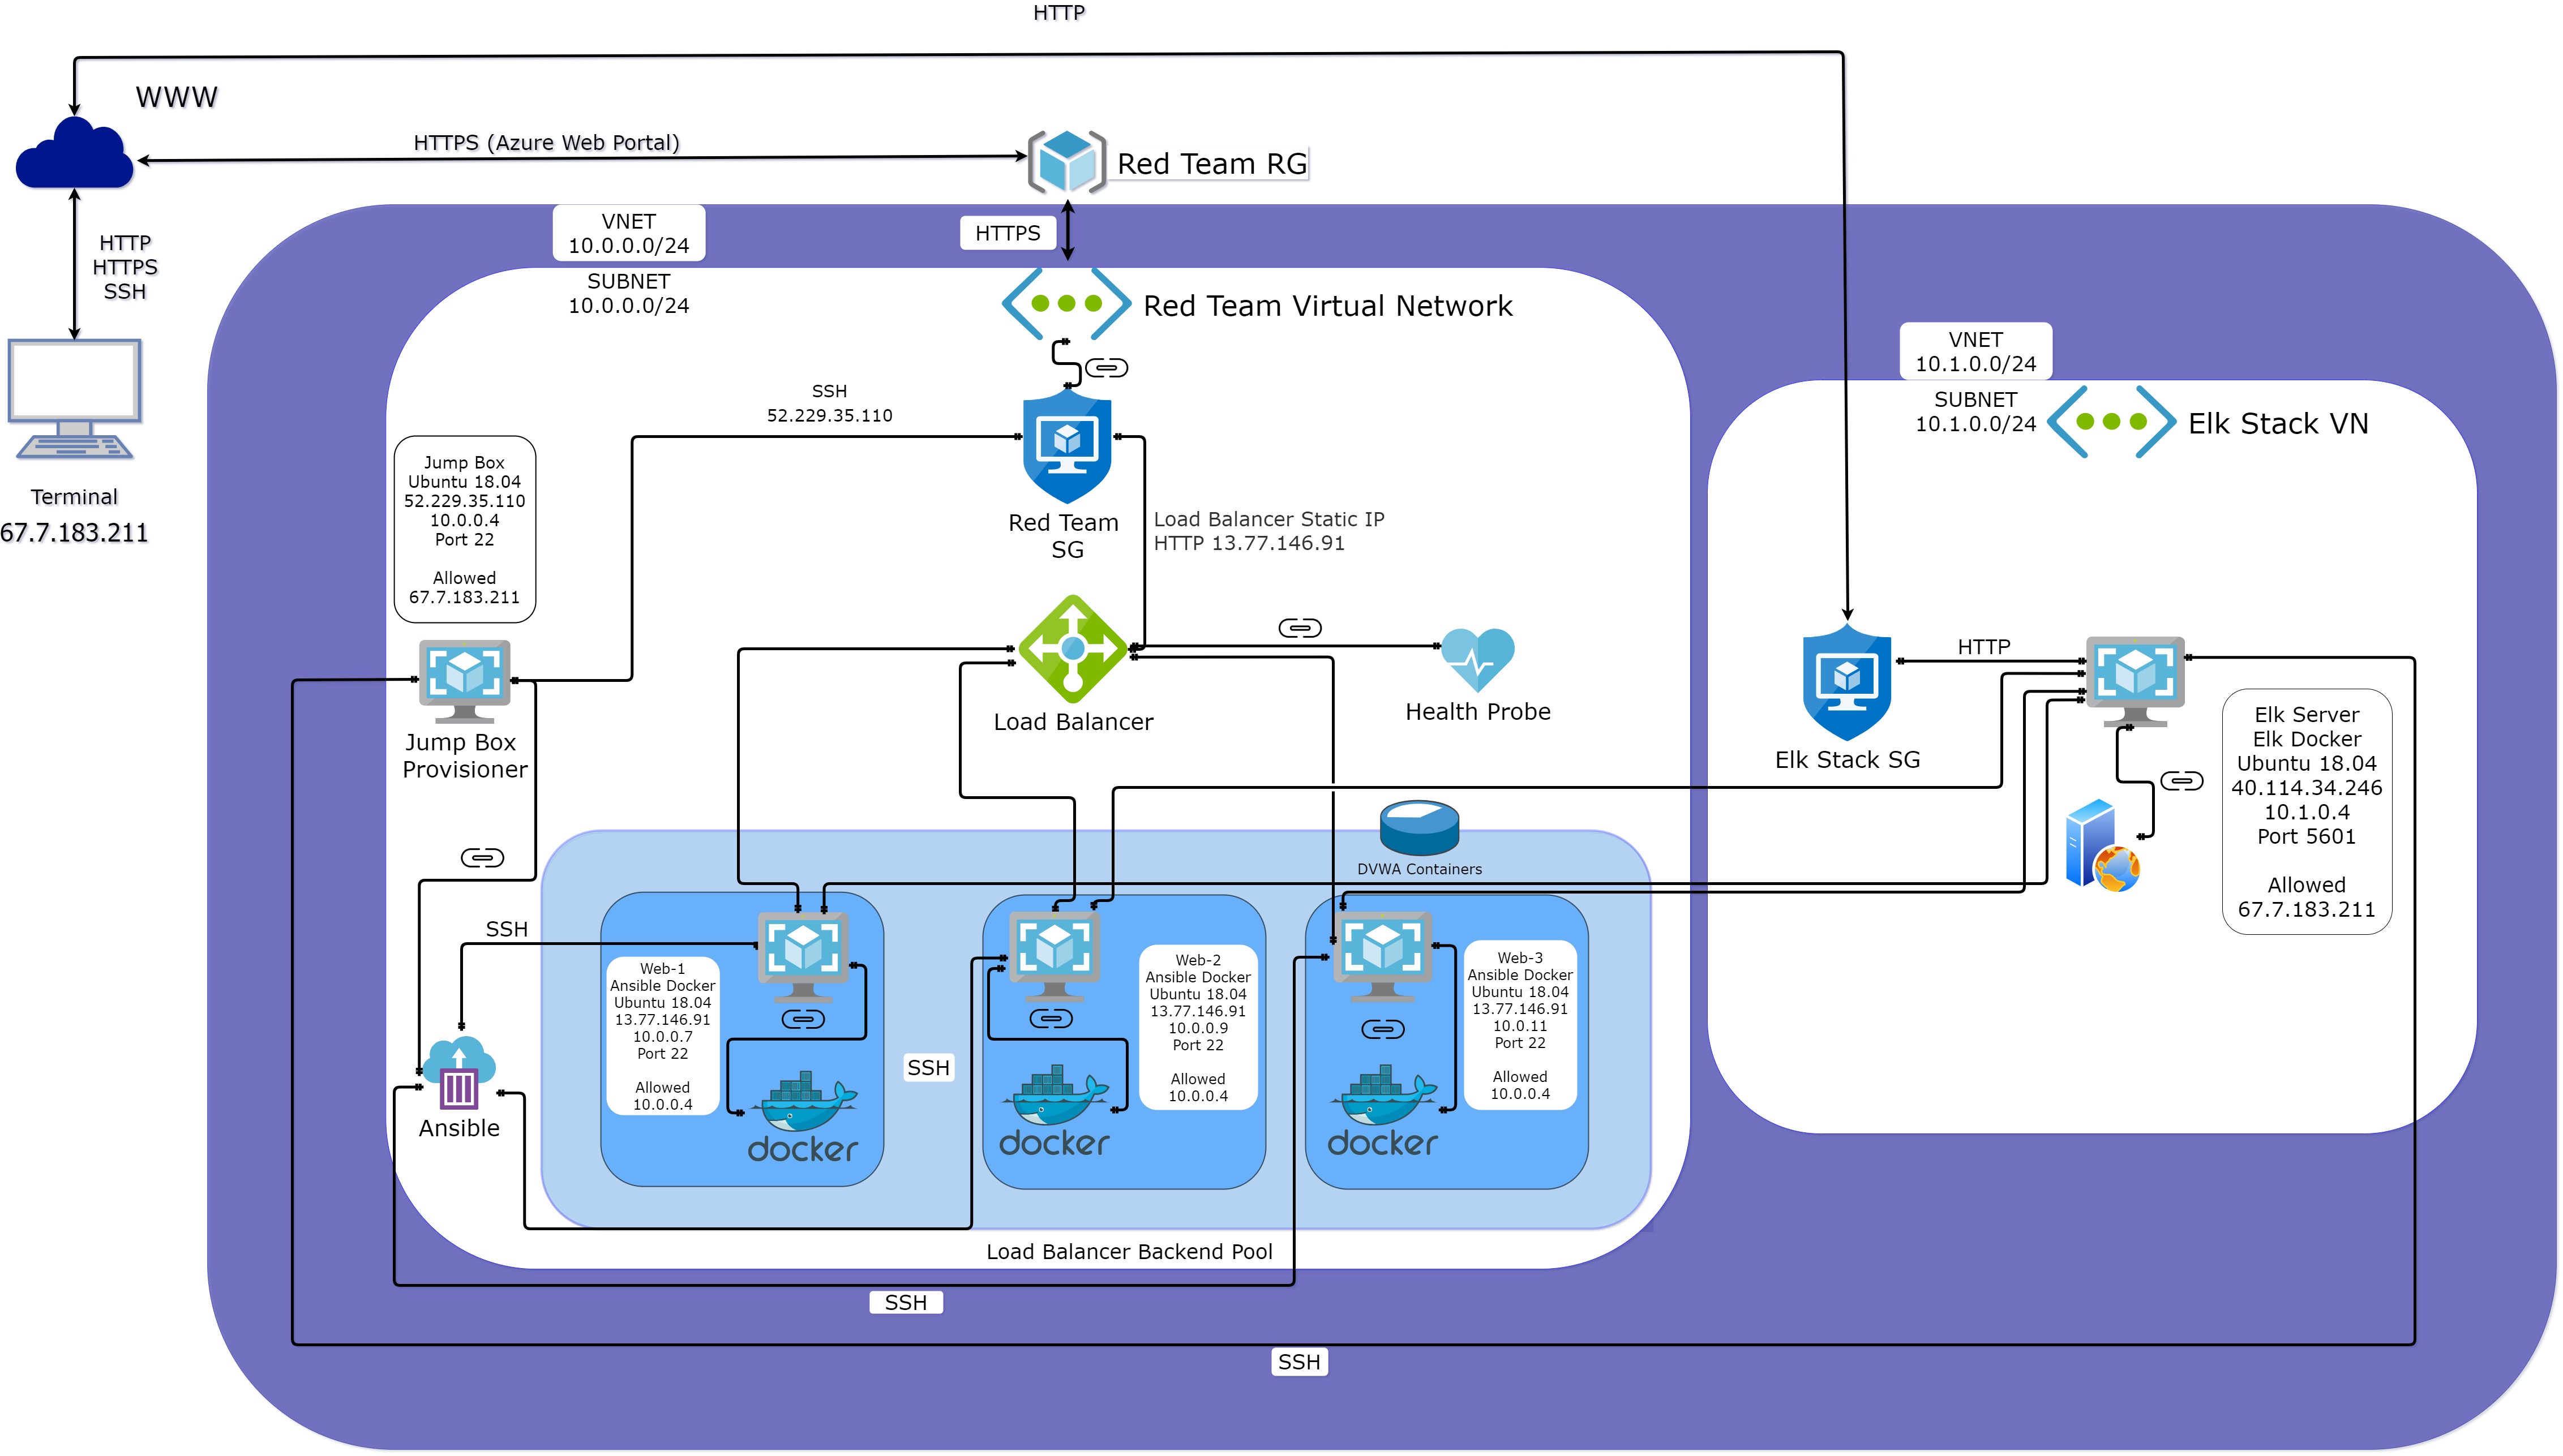 HTTP
WWW
HTTPS (Azure Web Portal)
Red Team RG
HTTP
HTTPS
SSH
Terminal
67.7.183.211
VNET
10.0.0.0/24
HTTPS
SUBNET
10.0.0.0/24
Red Team Virtual Network
SSH
52.229.35.110
Jump Box
Ubuntu 18.04
52.229.35.110
10.0.0.4
Port 22
Allowed
67.7.183.211
Red Team
SG
Load Balancer Static IP
HTTP 13.77.146.91
Jump Box
Provisioner
Load Balancer
Health Probe
VNET
10.1.0.0/24
SUBNET
10.1.0.0/24
Elk Stack VN
Elk Stack SG
HTTP
Elk Server
Elk Docker
Ubuntu 18.04
40.114.34.246
10.1.0.4
Port 5601
Allowed
67.7.183.211
DVWA Containers
SSH
Ansible
Web-1
Ansible Docker
Ubuntu 18.04
13.77.146.91
10.0.0.7
Port 22
Allowed
10.0.0.4
docker
SSH
Web-2
Ansible Docker
Ubuntu 18.04
13.77.146.91
10.0.0.9
Port 22
Allowed
10.0.0.4
docker
Web-3
Ansible Docker
Ubuntu 18.04
13.77.146.91
10.0.11
Port 22
Allowed
10.0.0.4
docker
Load Balancer Backend Pool
SSH
SSH